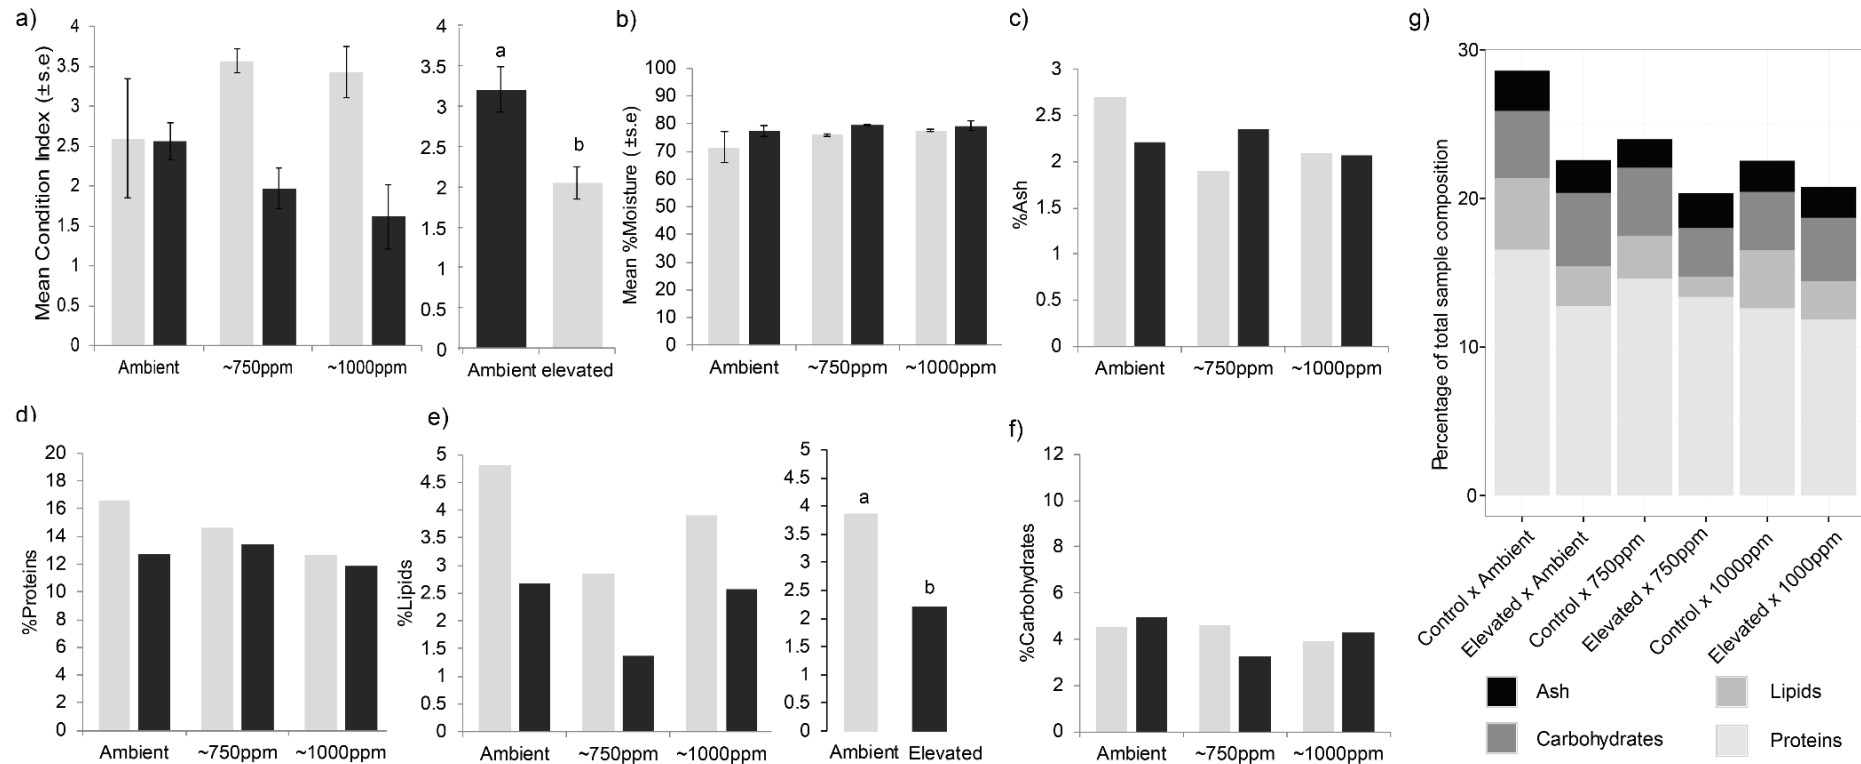 a)
Mean Condition Index (±s.e)
4
3.5
3
2.5
2
1.5
1
0.5
0
Ambient ~750ppm ~1000ppm
4
3.5
3
2.5
2
1.5
1
0.5
0
a
b
Ambient elevated
b)
Mean %Moisture (±s.e)
100
90
80
70
60
50
40
30
20
10
0
Ambient ~750ppm ~1000ppm
c)
%Ash
3
2.5
2
1.5
1
0.5
0
Ambient ~750ppm ~1000ppm
d)
%Proteins
20
18
16
14
12
10
8
6
4
2
0
Ambient ~750ppm ~1000ppm
e)
%Lipids
5
4.5
4
3.5
3
2.5
2
1.5
1
0.5
0
Ambient ~750ppm ~1000ppm
5
4.5
4
3.5
3
2.5
2
1.5
1
0.5
0
a
b
Ambient Elevated
f)
%Carbohydrates
12
10
8
6
4
2
0
Ambient ~750ppm ~1000ppm
g)
Percentage of total sample composition
30
20
10
0
Control x Ambient
Elevated x Ambient
Control x 750ppm
Elevated x 750ppm
Control x 1000ppm
Elevated x 1000ppm
Ash
Lipids
Carbohydrates
Proteins